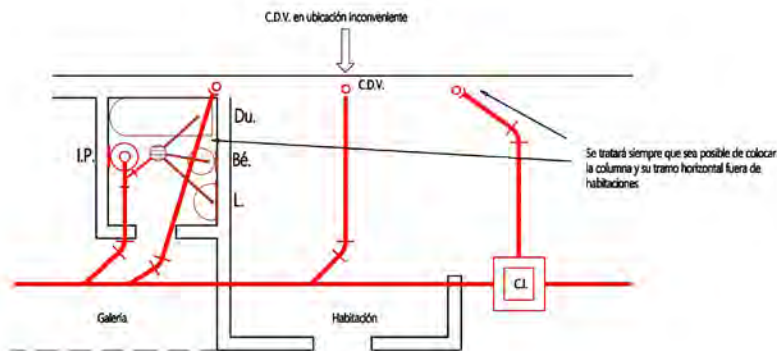 C.D.V. en ubicación inconveniente
C.D.V.
Du.
I.P.
Bé.
L.
Se tratará siempre que sea posible de colocar
la columna y su tramo horizontal fuera de
habitaciones
C.I.
Galería
Habitación